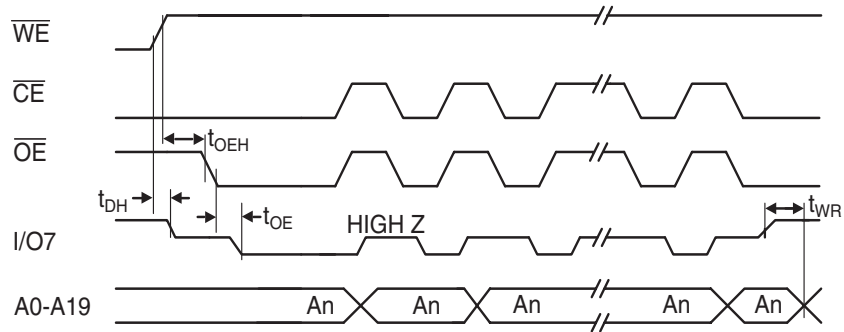 WE
CE
tOEH
OE
tDH
tOE
HIGH Z
tWR
I/O7
A0-A19 An An An An An